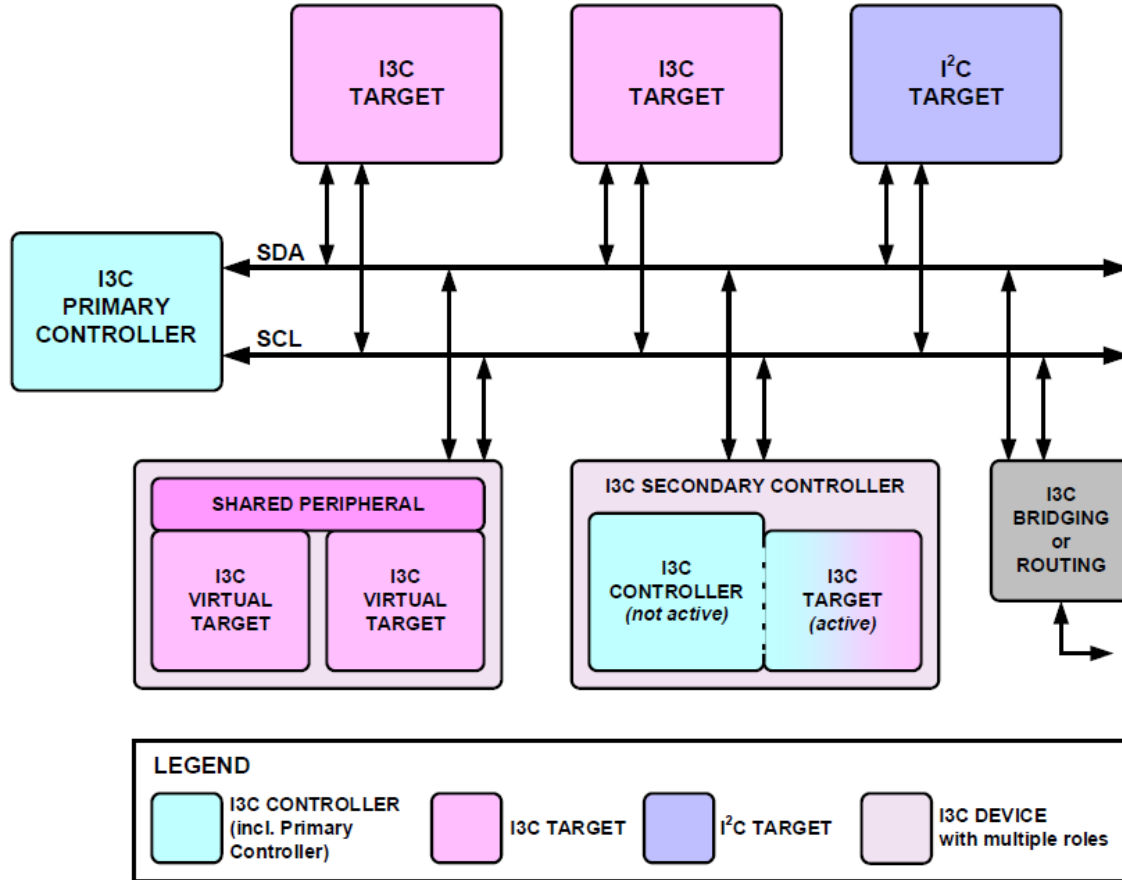 I3C
TARGET
I3C
TARGET
I²C
TARGET
I3C
PRIMARY
CONTROLLER
SDA
SCL
SHARED PERIPHERAL
I3C
VIRTUAL
TARGET
I3C
VIRTUAL
TARGET
I3C SECONDARY CONTROLLER
I3C
CONTROLLER
(not active)
I3C
TARGET
(active)
I3C
BRIDGING
or
ROUTING
LEGEND
I3C CONTROLLER
(incl. Primary
Controller)
I3C TARGET
I²C TARGET
I3C DEVICE
with multiple roles